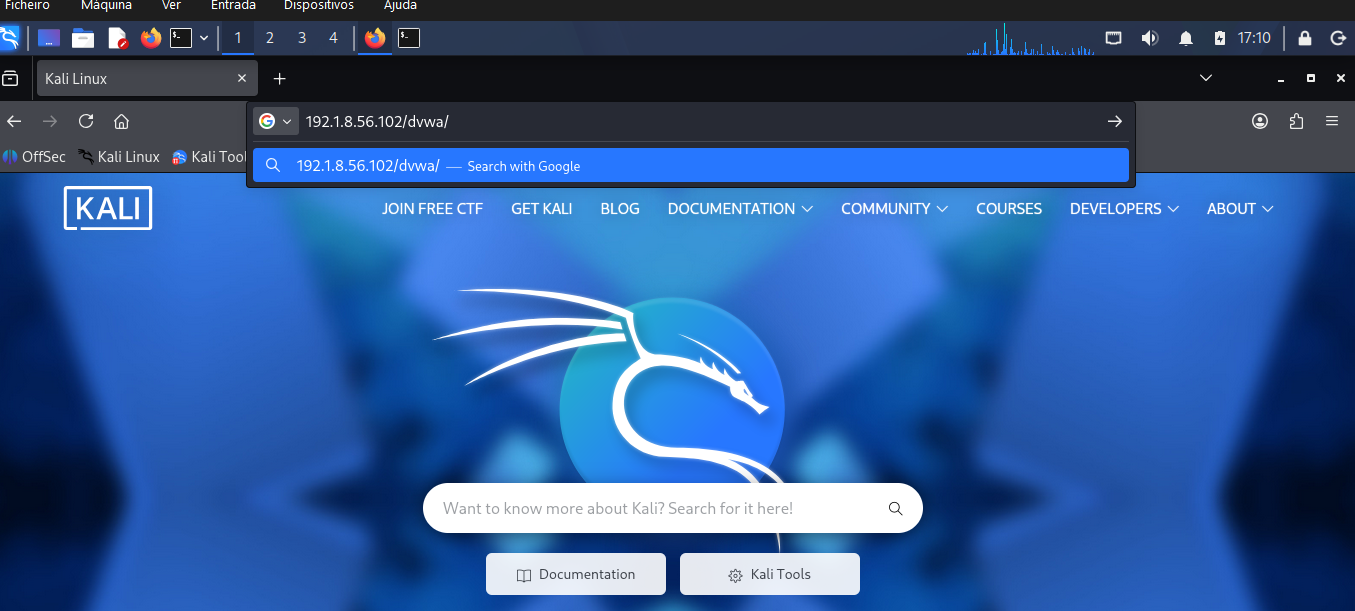 Ficheiro Máquina Ver Entrada Dispositivos Ajuda
1 2 3 4 17:10
Kali Linux
192.1.8.56.102/dvwa/
OffSec Kali Linux Kali Tool
192.1.8.56.102/dvwa/ — Search with Google
KALI JOIN FREE CTF GET KALI BLOG DOCUMENTATION COMMUNITY COURSES DEVELOPERS ABOUT
Want to know more about Kali? Search for it here!
Documentation Kali Tools